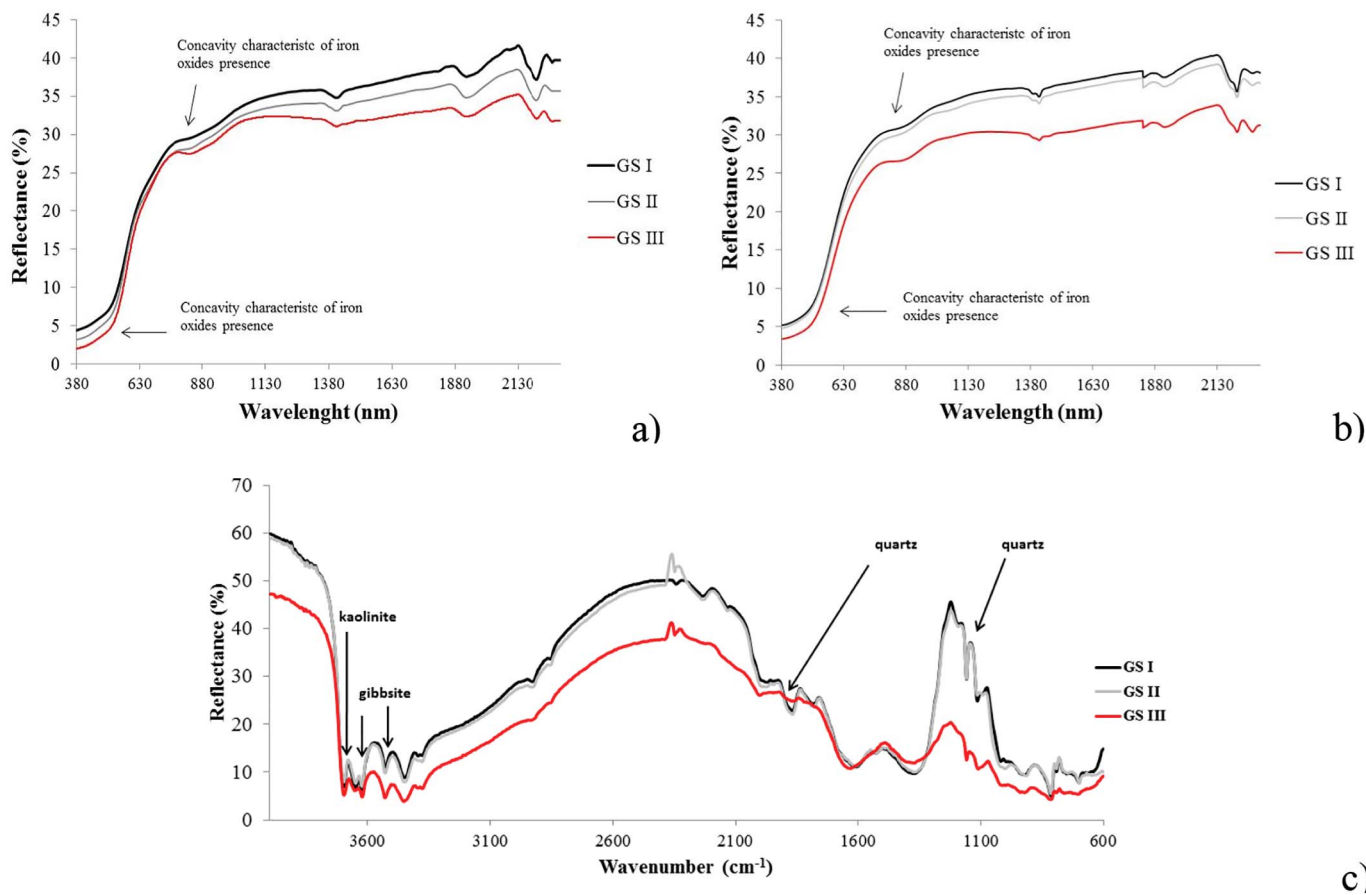 45
40
35
30
25
20
15
10
5
0
Reflectance (%)
Concavity characteristc of iron
oxides presence
Concavity characteristc of iron
oxides presence
GS I
GS II
GS III
380 630 880 1130 1380 1630 1880 2130
Wavelenght (nm)
a)
45
40
35
30
25
20
15
10
5
0
Reflectance (%)
Concavity characteristc of iron
oxides presence
Concavity characteristc of iron
oxides presence
GS I
GS II
GS III
380 630 880 1130 1380 1630 1880 2130
Wavelength (nm)
b)
70
60
50
40
30
20
10
0
Reflectance (%)
kaolinite
gibbsite
quartz
quartz
GS I
GS II
GS III
3600 3100 2600 2100 1600 1100 600
Wavenumber (cm⁻¹)
c)